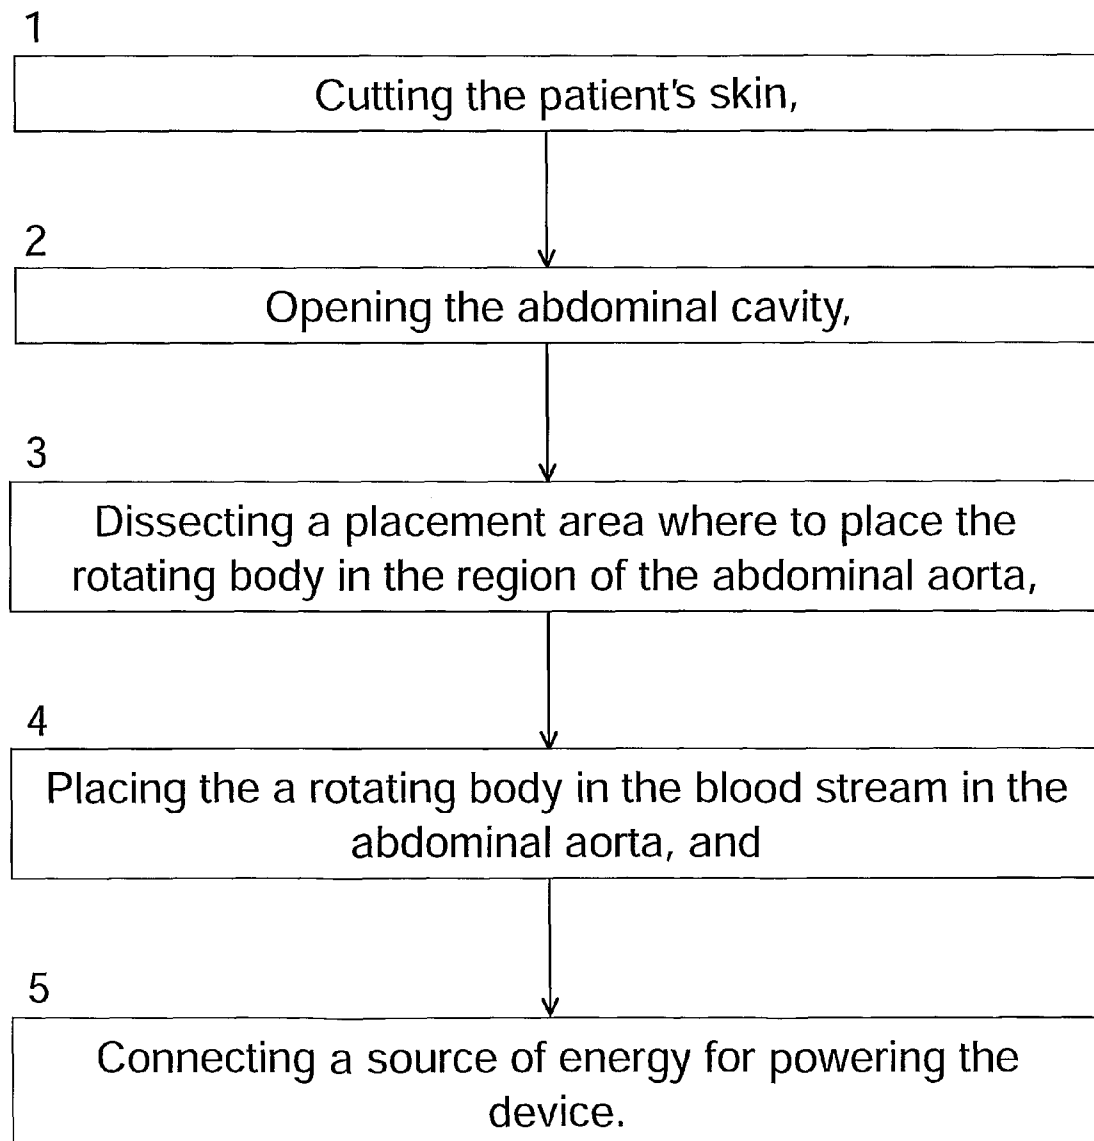 1
Cutting the patient's skin,
2
Opening the abdominal cavity,
3
Dissecting a placement area where to place the
rotating body in the region of the abdominal aorta,
4
Placing the a rotating body in the blood stream in the
abdominal aorta, and
5
Connecting a source of energy for powering the
device.